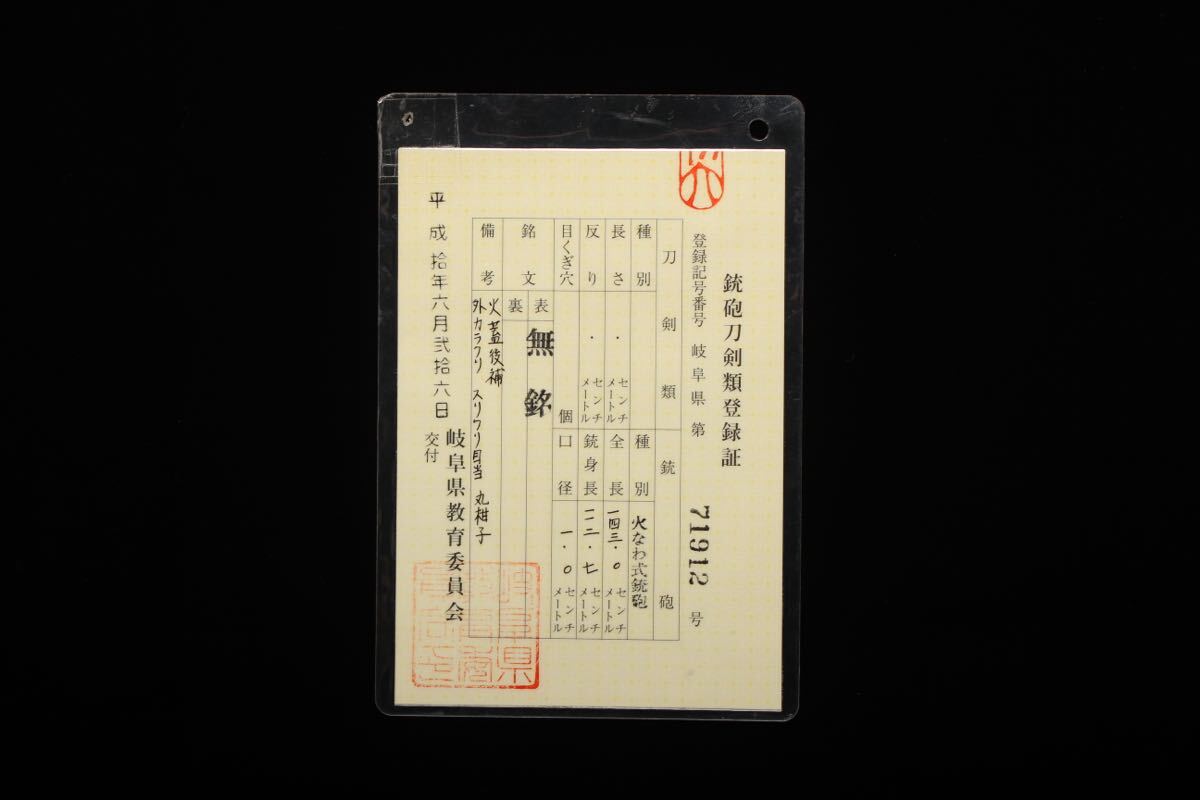 銃砲刀剣類登録証
登録記号番号 岐阜県 第 71912 号
刀剣類 銃砲
種別 種別 火なわ式銃砲
長さ ・ センチメートル 全長 一四三・〇 センチメートル
反り ・ センチメートル 銃身長 一一二・七 センチメートル
目くぎ穴 個 口径 一・〇 センチメートル
銘文 表 無銘
裏
備考 火蓋後補
外カラクリ スリワリ目当 丸柑子
岐阜県教育委員会
交付
平成拾年六月弐拾六日